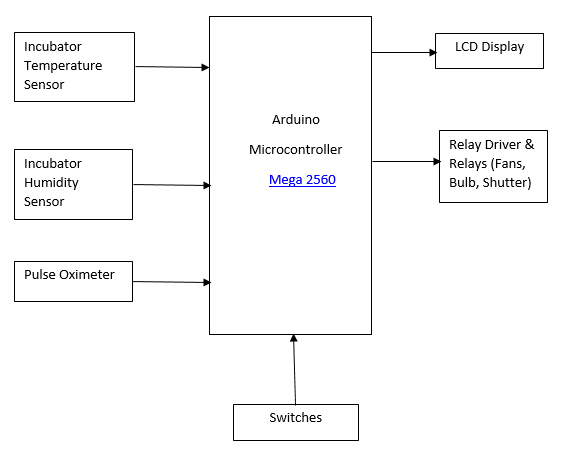 Incubator
Temperature
Sensor
Incubator
Humidity
Sensor
Pulse Oximeter
Arduino
Microcontroller
Mega 2560
LCD Display
Relay Driver &
Relays (Fans,
Bulb, Shutter)
Switches